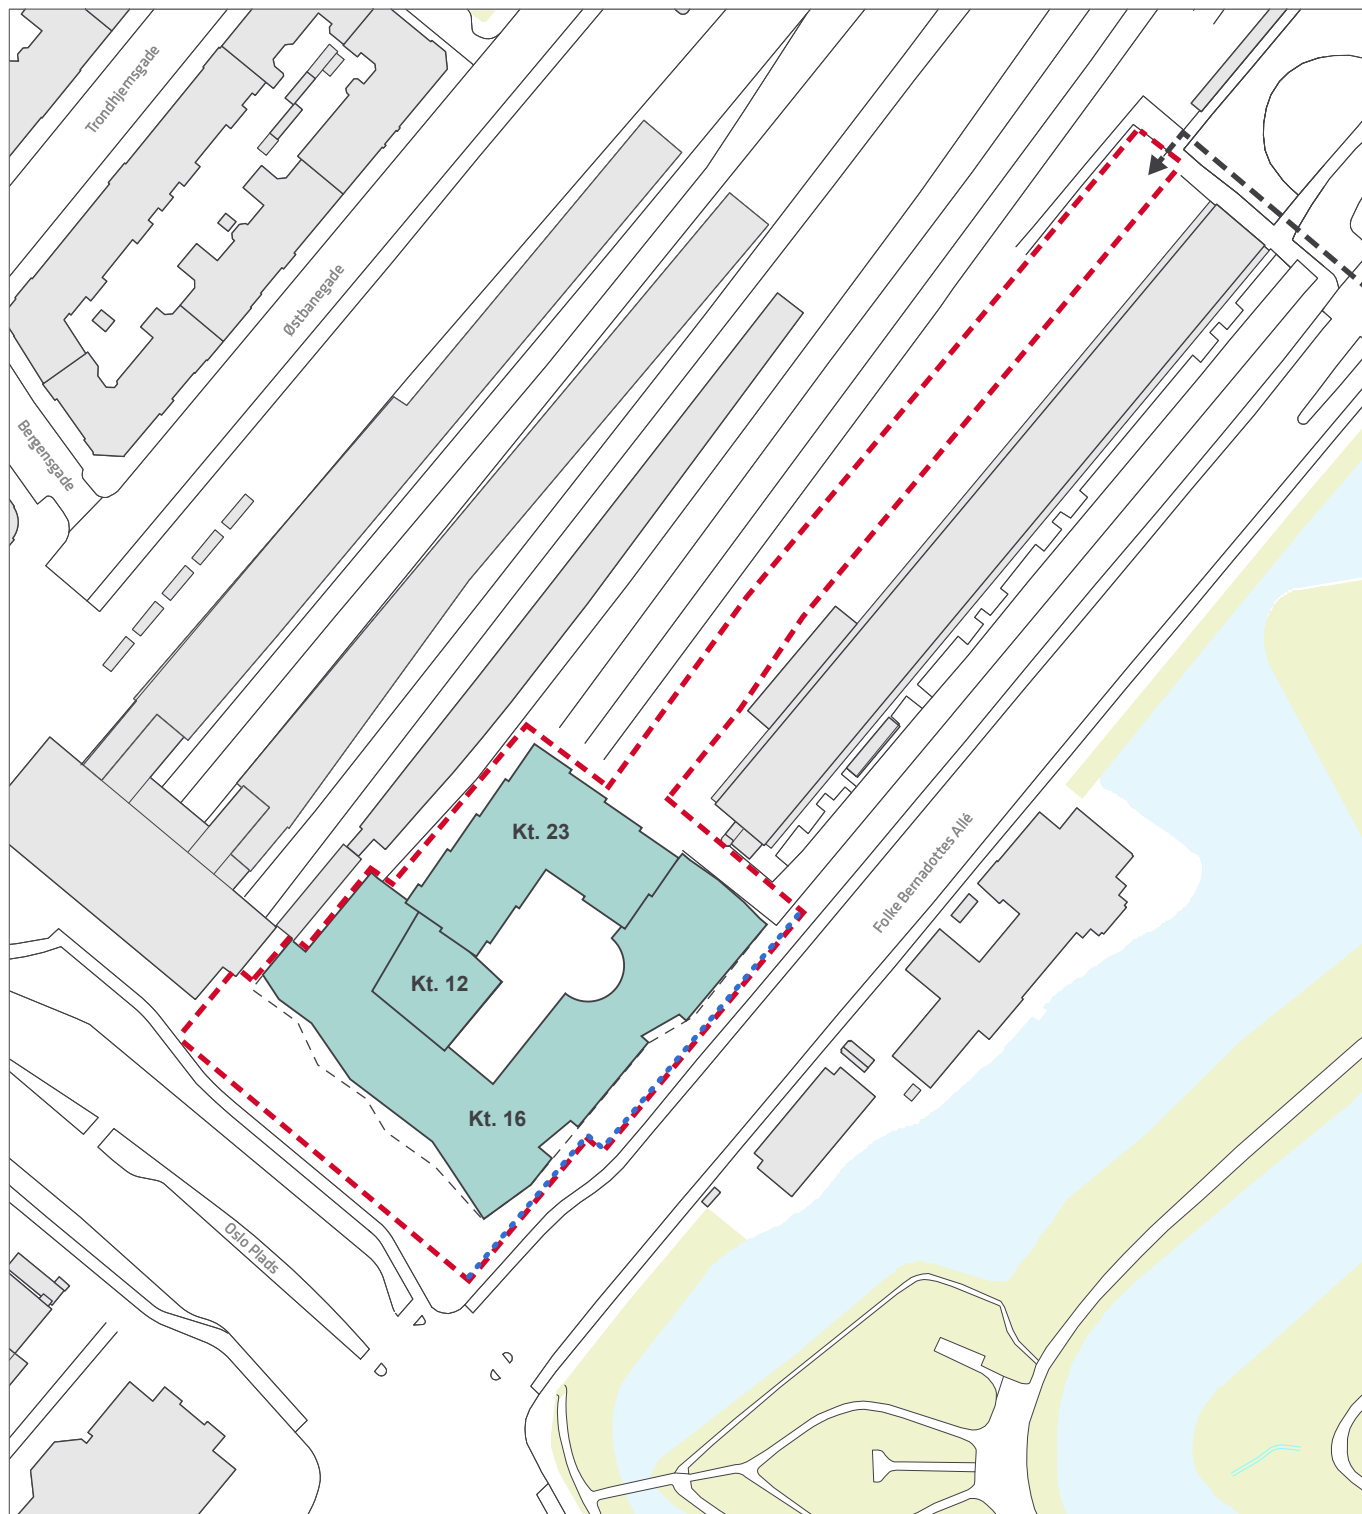 Trondhjemsgade
Østbanegade
Bergensgade
Kt. 23
Folke Bernadottes Allé
Kt. 12
Kt. 16
Oslo Plads